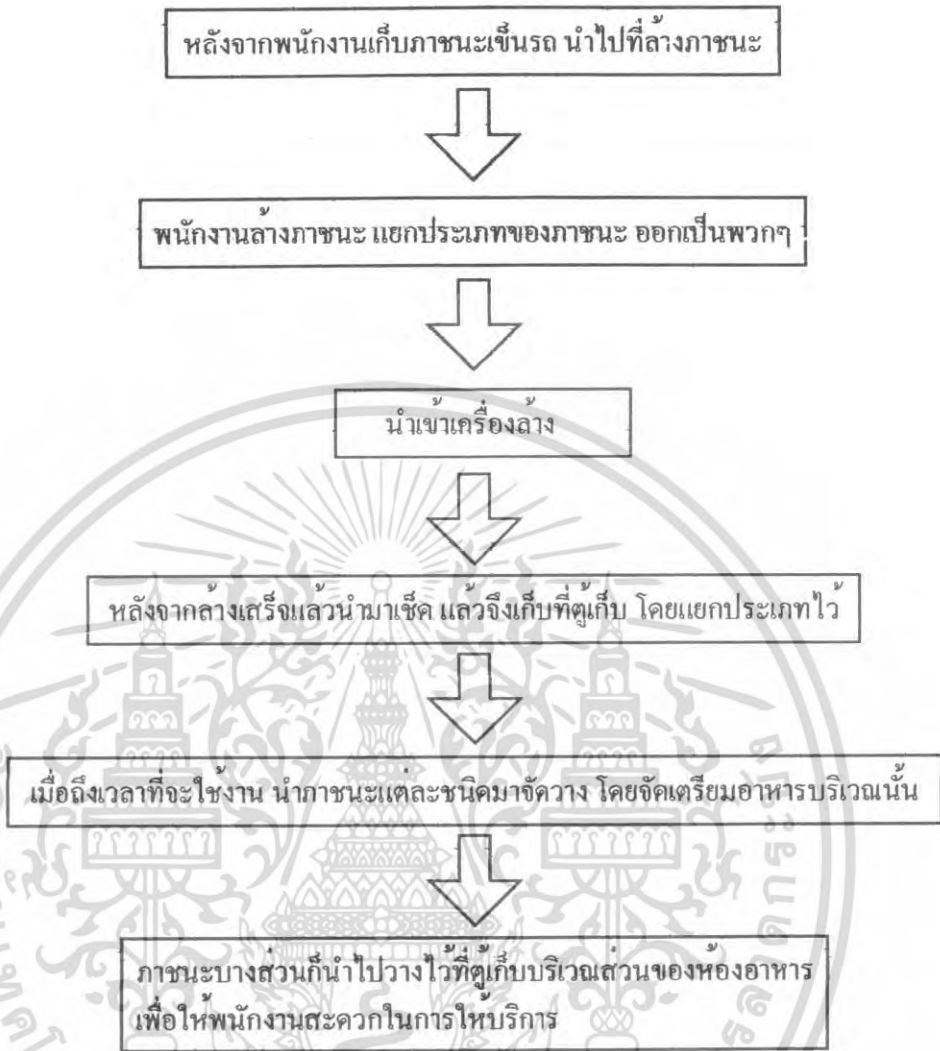 หลังจากพนักงานเก็บภาชนะเข็นรถ นำไปที่ล้างภาชนะ
พนักงานล้างภาชนะ แยกประเภทของภาชนะ ออกเป็นพวกๆ
นำเข้าเครื่องล้าง
หลังจากล้างเสร็จแล้วนำมาเช็ค แล้วจึงเก็บที่ตู้เก็บ โดยแยกประเภทไว้
เมื่อถึงเวลาที่จะใช้งาน นำภาชนะแต่ละชนิดมาจัดวาง โดยจัดเตรียมอาหารบริเวณนั้น
ภาชนะบางส่วนก็นำไปวางไว้ที่ตู้เก็บบริเวณส่วนของห้องอาหาร
เพื่อให้พนักงานสะดวกในการให้บริการ